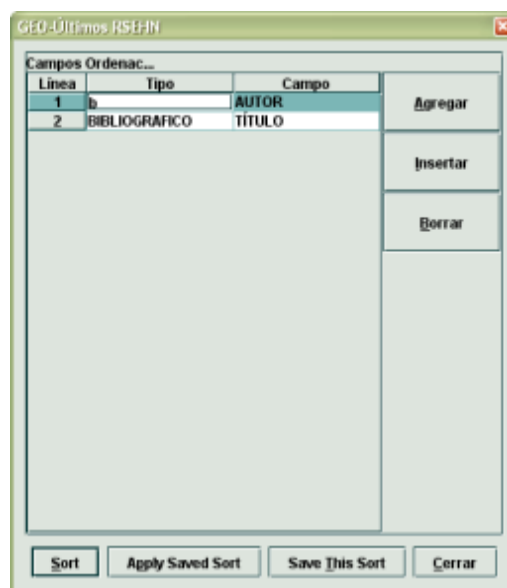 GEO-Últimos RSEHN
Campos Ordenac...
Línea Tipo Campo
1 b AUTOR
2 BIBLIOGRAFICO TÍTULO
Agregar
Insertar
Borrar
Sort Apply Saved Sort Save This Sort Cerrar